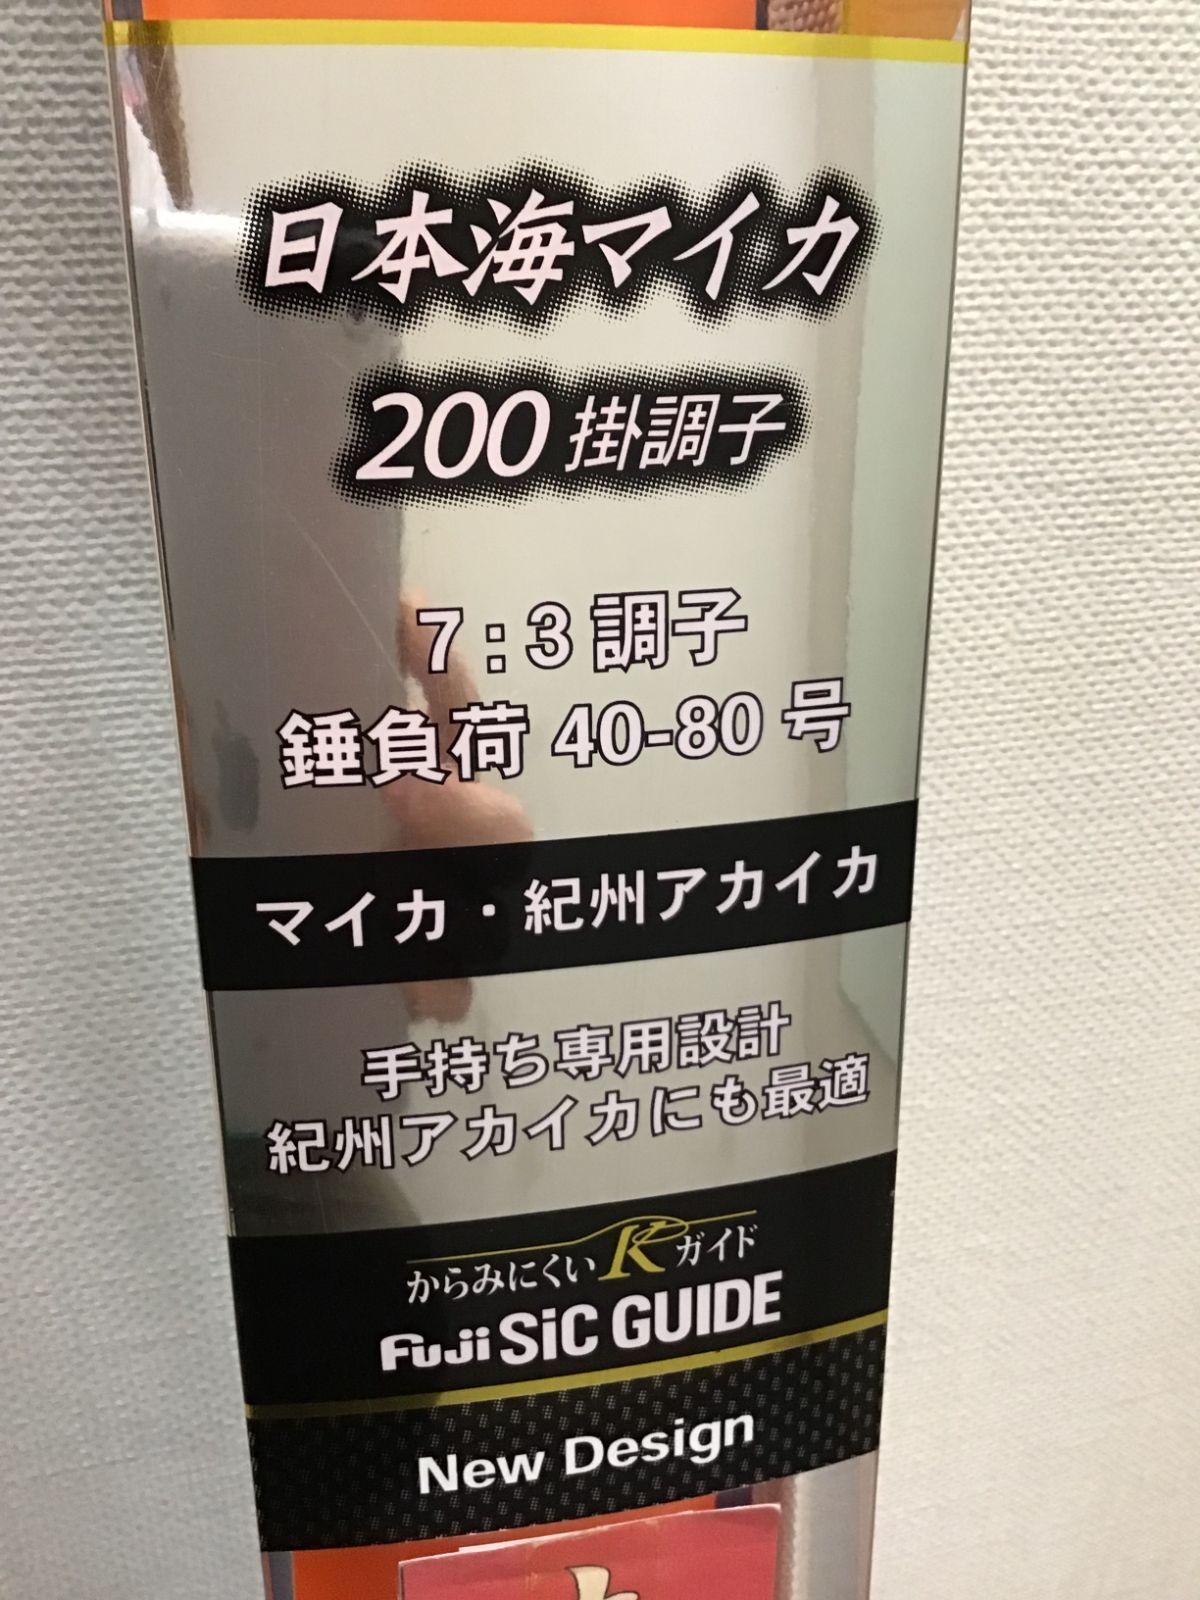 日本海マイカ
200 掛調子
7:3調子
錘負荷 40-80 号
マイカ・紀州アカイカ
手持ち専用設計
紀州アカイカにも最適
からみにくいKガイド
Fuji SiC GUIDE
New Design